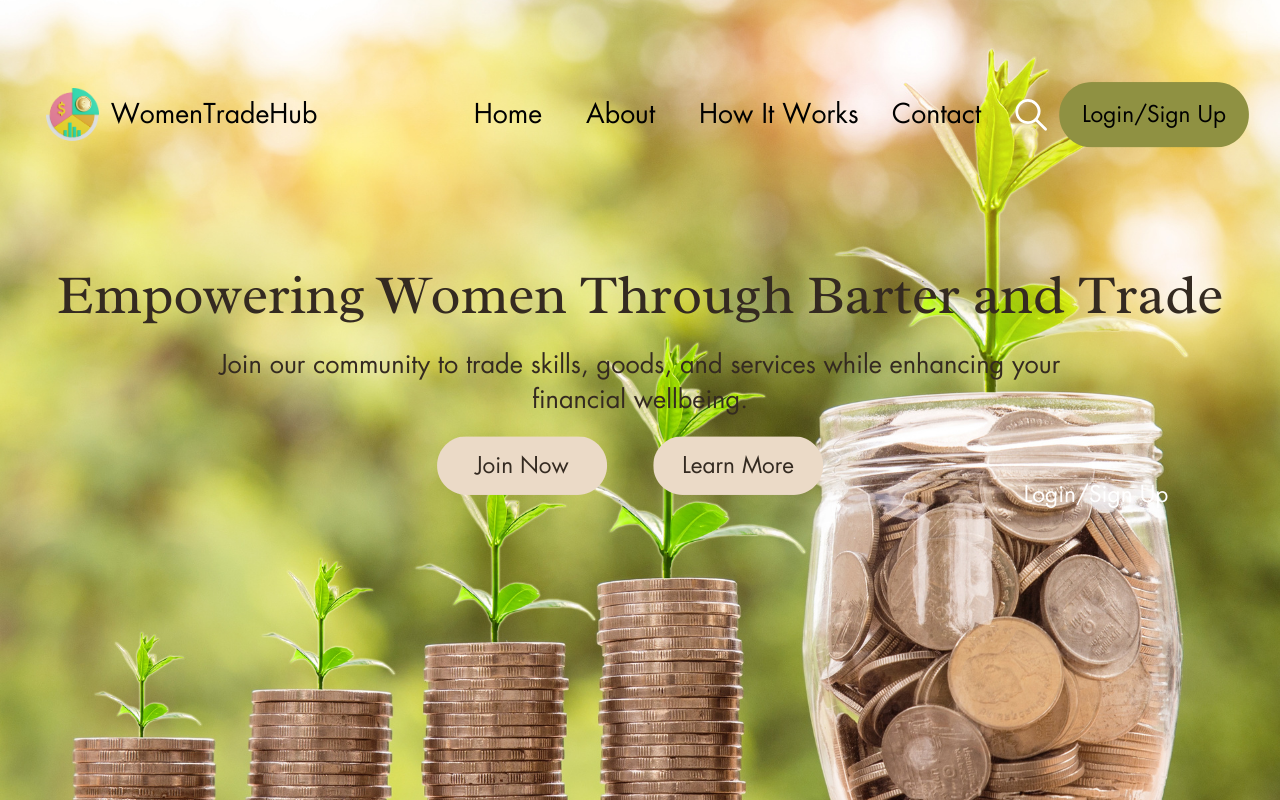 WomenTradeHub
Home
About
How It Works
Contact
Login/Sign Up
Empowering Women Through Barter and Trade
Join our community to trade skills, goods, and services while enhancing your
financial wellbeing.
Join Now
Learn More
Login/Sign Up